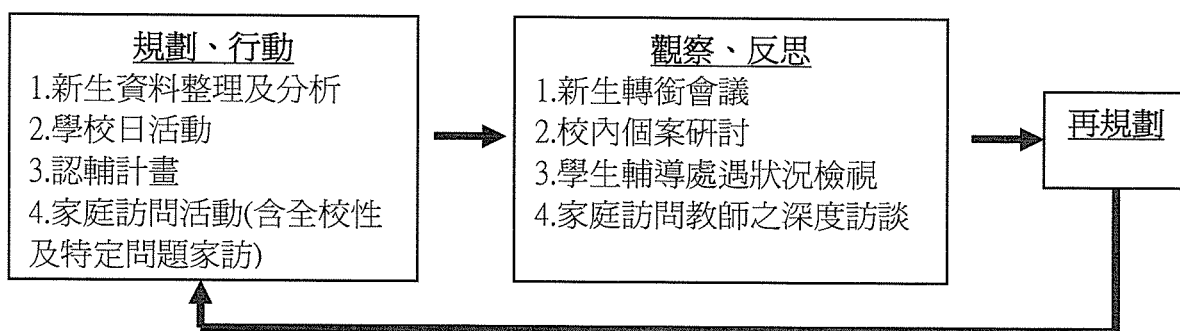 規劃、行動
1.新生資料整理及分析
2.學校日活動
3.認輔計畫
4.家庭訪問活動(含全校性
及特定問題家訪)
觀察、反思
1.新生轉銜會議
2.校內個案研討
3.學生輔導處遇狀況檢視
4.家庭訪問教師之深度訪談
再規劃